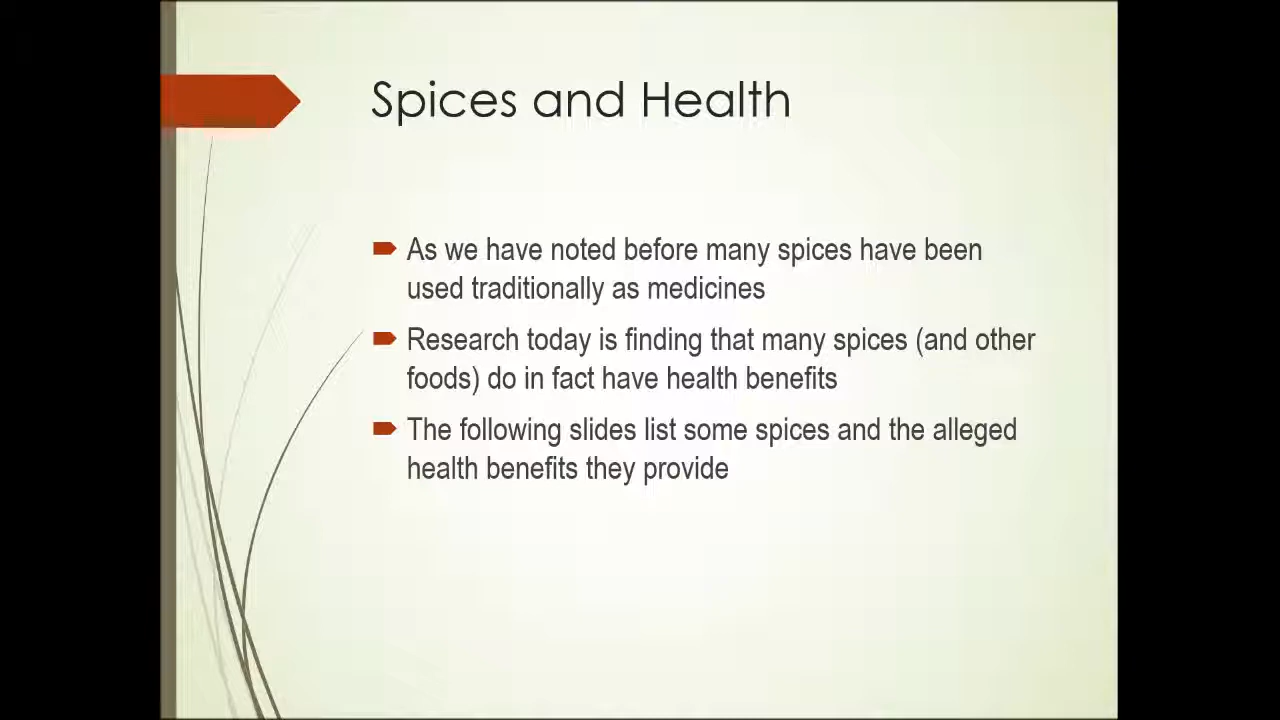 Spices and Health
As we have noted before many spices have been
used traditionally as medicines
Research today is finding that many spices (and other
foods) do in fact have health benefits
The following slides list some spices and the alleged
health benefits they provide